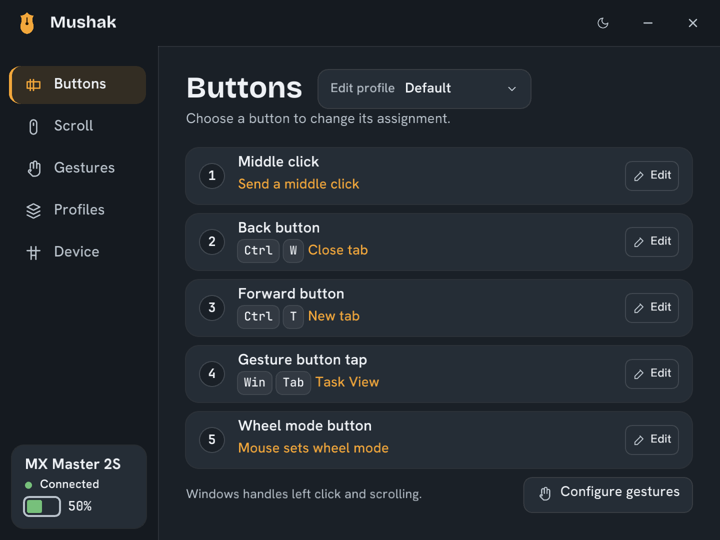 Mushak
Buttons
Scroll
Gestures
Profiles
Device
MX Master 2S
Connected
50%
Buttons
Edit profile Default
Choose a button to change its assignment.
1
Middle click
Send a middle click
Edit
2
Back button
Ctrl W Close tab
Edit
3
Forward button
Ctrl T New tab
Edit
4
Gesture button tap
Win Tab Task View
Edit
5
Wheel mode button
Mouse sets wheel mode
Edit
Windows handles left click and scrolling.
Configure gestures